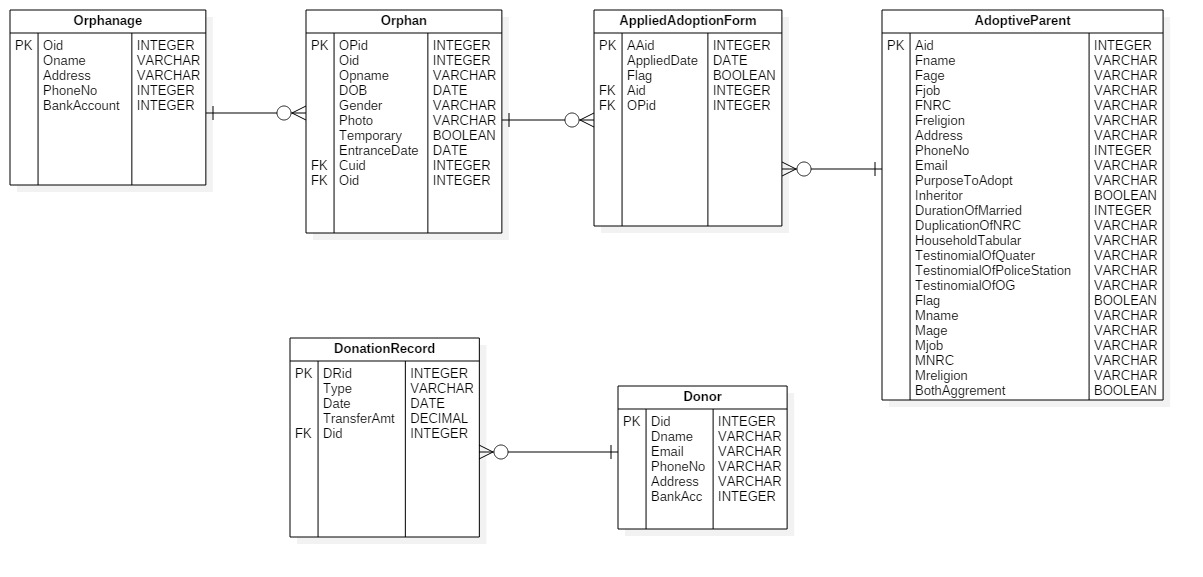 Orphanage
PK Oid INTEGER
Oname VARCHAR
Address VARCHAR
PhoneNo INTEGER
BankAccount INTEGER
Orphan
PK OPid INTEGER
Oid INTEGER
Opname VARCHAR
DOB DATE
Gender VARCHAR
Photo VARCHAR
Temporary BOOLEAN
EntranceDate DATE
FK Cuid INTEGER
FK Oid INTEGER
AppliedAdoptionForm
PK AAid INTEGER
AppliedDate DATE
Flag BOOLEAN
FK Aid INTEGER
FK OPid INTEGER
AdoptiveParent
PK Aid INTEGER
Fname VARCHAR
Fage VARCHAR
Fjob VARCHAR
FNRC VARCHAR
Freligion VARCHAR
Address VARCHAR
PhoneNo INTEGER
Email VARCHAR
PurposeToAdopt VARCHAR
Inheritor BOOLEAN
DurationOfMarried INTEGER
DuplicationOfNRC VARCHAR
HouseholdTabular VARCHAR
TestinomialOfQuater VARCHAR
TestinomialOfPoliceStation VARCHAR
TestinomialOfOG VARCHAR
Flag BOOLEAN
Mname VARCHAR
Mage VARCHAR
Mjob VARCHAR
MNRC VARCHAR
Mreligion VARCHAR
BothAggrement BOOLEAN
DonationRecord
PK DRid INTEGER
Type VARCHAR
Date DATE
TransferAmt DECIMAL
FK Did INTEGER
Donor
PK Did INTEGER
Dname VARCHAR
Email VARCHAR
PhoneNo VARCHAR
Address VARCHAR
BankAcc INTEGER